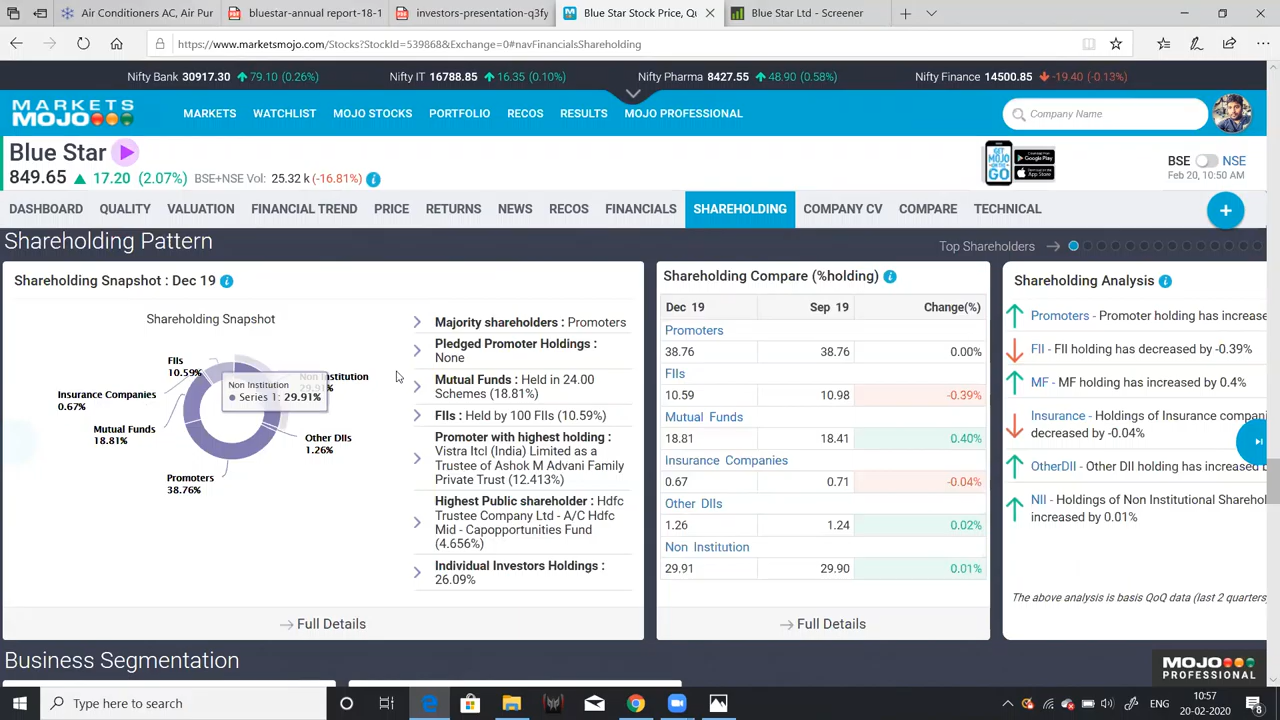 Air Conditioners AC, Air Pur
bluestar-annual report-18-1
investors-presentation-q3fy
Blue Star Stock Price, Qu
Blue Star Ltd - Screener
https://www.marketsmojo.com/Stocks?StockId=539868&Exchange=0#navFinancialsShareholding
Nifty Bank 30917.30 79.10 (0.26%)
Nifty IT 16788.85 16.35 (0.10%)
Nifty Pharma 8427.55 48.90 (0.58%)
Nifty Finance 14500.85 -19.40 (-0.13%)
MARKETS
MOJO
MARKETS WATCHLIST MOJO STOCKS PORTFOLIO RECOS RESULTS MOJO PROFESSIONAL
Company Name
Blue Star
849.65 17.20 (2.07%) BSE+NSE Vol: 25.32 k (-16.81%)
GET MOJO ON THE GO
Google Play
App Store
BSE NSE
Feb 20, 10:50 AM
DASHBOARD QUALITY VALUATION FINANCIAL TREND PRICE RETURNS NEWS RECOS FINANCIALS SHAREHOLDING COMPANY CV COMPARE TECHNICAL
Shareholding Pattern
Top Shareholders
Shareholding Snapshot : Dec 19
Shareholding Snapshot
FIIs
10.59%
Insurance Companies
0.67%
Mutual Funds
18.81%
Promoters
38.76%
Non Institution
29.91%
Non Institution
Series 1: 29.91%
Other DIIs
1.26%
Majority shareholders : Promoters
Pledged Promoter Holdings :
None
Mutual Funds : Held in 24.00
Schemes (18.81%)
FIIs : Held by 100 FIIs (10.59%)
Promoter with highest holding :
Vistra Itcl (India) Limited as a
Trustee of Ashok M Advani Family
Private Trust (12.413%)
Highest Public shareholder : Hdfc
Trustee Company Ltd - A/C Hdfc
Mid - Capopportunities Fund
(4.656%)
Individual Investors Holdings :
26.09%
Full Details
Shareholding Compare (%holding)
Dec 19 Sep 19 Change(%)
Promoters
38.76 38.76 0.00%
FIIs
10.59 10.98 -0.39%
Mutual Funds
18.81 18.41 0.40%
Insurance Companies
0.67 0.71 -0.04%
Other DIIs
1.26 1.24 0.02%
Non Institution
29.91 29.90 0.01%
Full Details
Shareholding Analysis
Promoters - Promoter holding has increase
FII - FII holding has decreased by -0.39%
MF - MF holding has increased by 0.4%
Insurance - Holdings of Insurance compani
decreased by -0.04%
OtherDII - Other DII holding has increased
NII - Holdings of Non Institutional Sharehol
increased by 0.01%
The above analysis is basis QoQ data (last 2 quarters
Business Segmentation
MOJO
PROFESSIONAL
Type here to search
ENG
10:57
20-02-2020
8